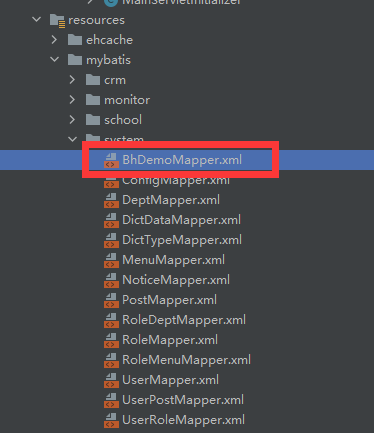 MainServletInitializer
resources
ehcache
mybatis
crm
monitor
school
system
BhDemoMapper.xml
ConfigMapper.xml
DeptMapper.xml
DictDataMapper.xml
DictTypeMapper.xml
MenuMapper.xml
NoticeMapper.xml
PostMapper.xml
RoleDeptMapper.xml
RoleMapper.xml
RoleMenuMapper.xml
UserMapper.xml
UserPostMapper.xml
UserRoleMapper.xml